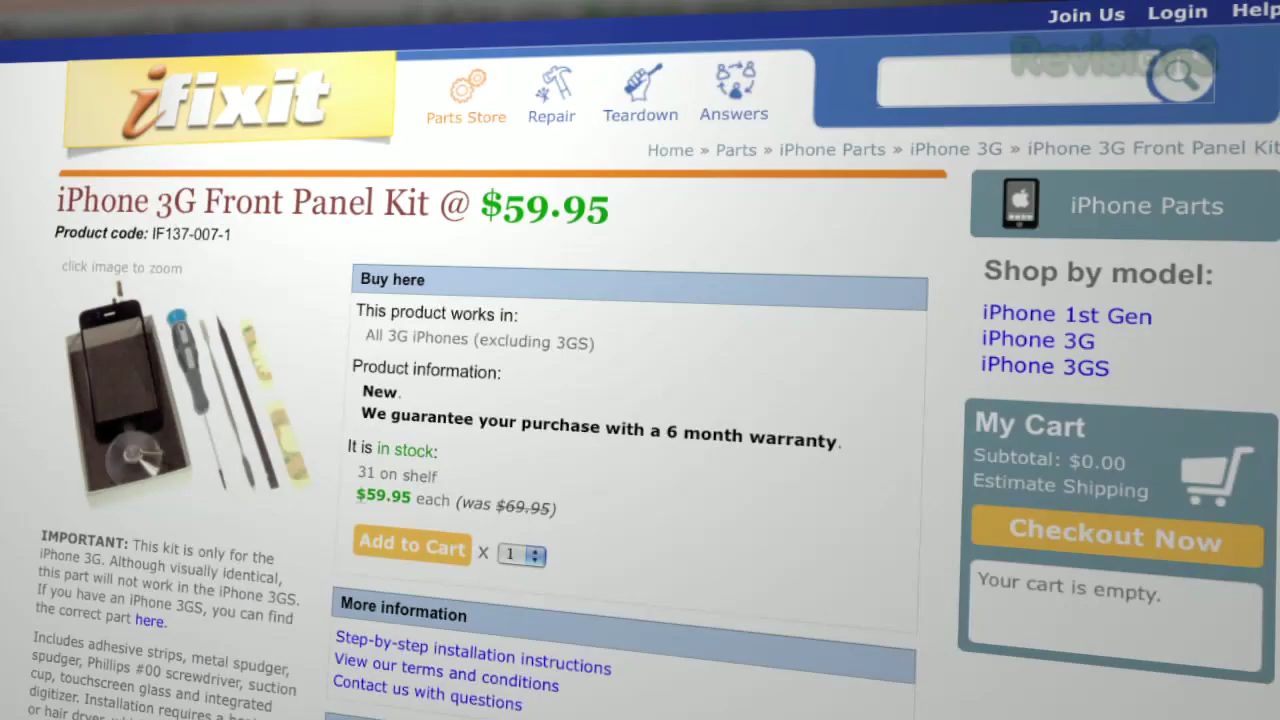 Join Us Login Help
Revision3
ifixit
Parts Store Repair Teardown Answers
Home » Parts » iPhone Parts » iPhone 3G » iPhone 3G Front Panel Kit
iPhone 3G Front Panel Kit @ $59.95
Product code: IF137-007-1
click image to zoom
iPhone Parts
Buy here
This product works in:
All 3G iPhones (excluding 3GS)
Product information:
New.
We guarantee your purchase with a 6 month warranty.
It is in stock:
31 on shelf
$59.95 each (was $69.95)
Add to Cart X 1
Shop by model:
iPhone 1st Gen
iPhone 3G
iPhone 3GS
My Cart
Subtotal: $0.00
Estimate Shipping
Checkout Now
Your cart is empty.
IMPORTANT: This kit is only for the
iPhone 3G. Although visually identical,
this part will not work in the iPhone 3GS.
If you have an iPhone 3GS, you can find
the correct part here.
Includes adhesive strips, metal spudger,
spudger, Phillips #00 screwdriver, suction
cup, touchscreen glass and integrated
digitizer. Installation requires a
or hair dryer,
More information
Step-by-step installation instructions
View our terms and conditions
Contact us with questions